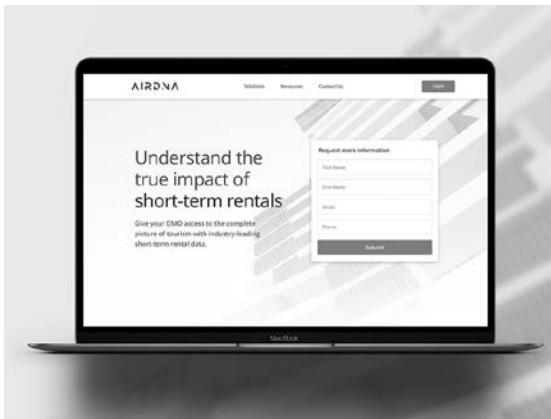 AIRDNA
Solutions Resources Contact Us Login
Understand the
true impact of
short-term rentals
Give your DMO access to the complete
picture of tourism with industry-leading
short-term rental data.
Request more information
First Name
First Name
Email
Phone
Submit
MacBook